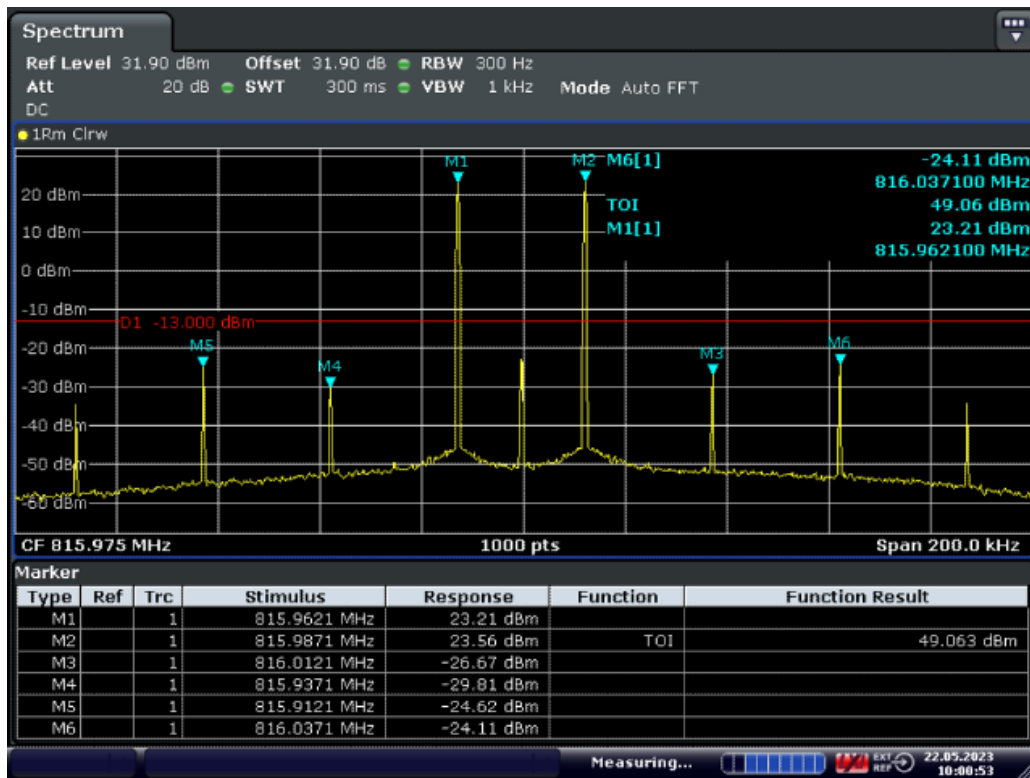 Spectrum
Ref Level 31.90 dBm Offset 31.90 dB RBW 300 Hz
Att 20 dB SWT 300 ms VBW 1 kHz Mode Auto FFT
DC
1Rm Clrw
M1 M2 M6[1] -24.11 dBm
816.037100 MHz
20 dBm TOI 49.06 dBm
10 dBm M1[1] 23.21 dBm
815.962100 MHz
0 dBm
-10 dBm
D1 -13.000 dBm
-20 dBm M5 M4 M3 M6
-30 dBm
-40 dBm
-50 dBm
-60 dBm
CF 815.975 MHz 1000 pts Span 200.0 kHz
Marker
Type Ref Trc Stimulus Response Function Function Result
M1 1 815.9621 MHz 23.21 dBm
M2 1 815.9871 MHz 23.56 dBm TOI 49.063 dBm
M3 1 816.0121 MHz -26.67 dBm
M4 1 815.9371 MHz -29.81 dBm
M5 1 815.9121 MHz -24.62 dBm
M6 1 816.0371 MHz -24.11 dBm
Measuring... EXT REF 22.05.2023
10:00:53